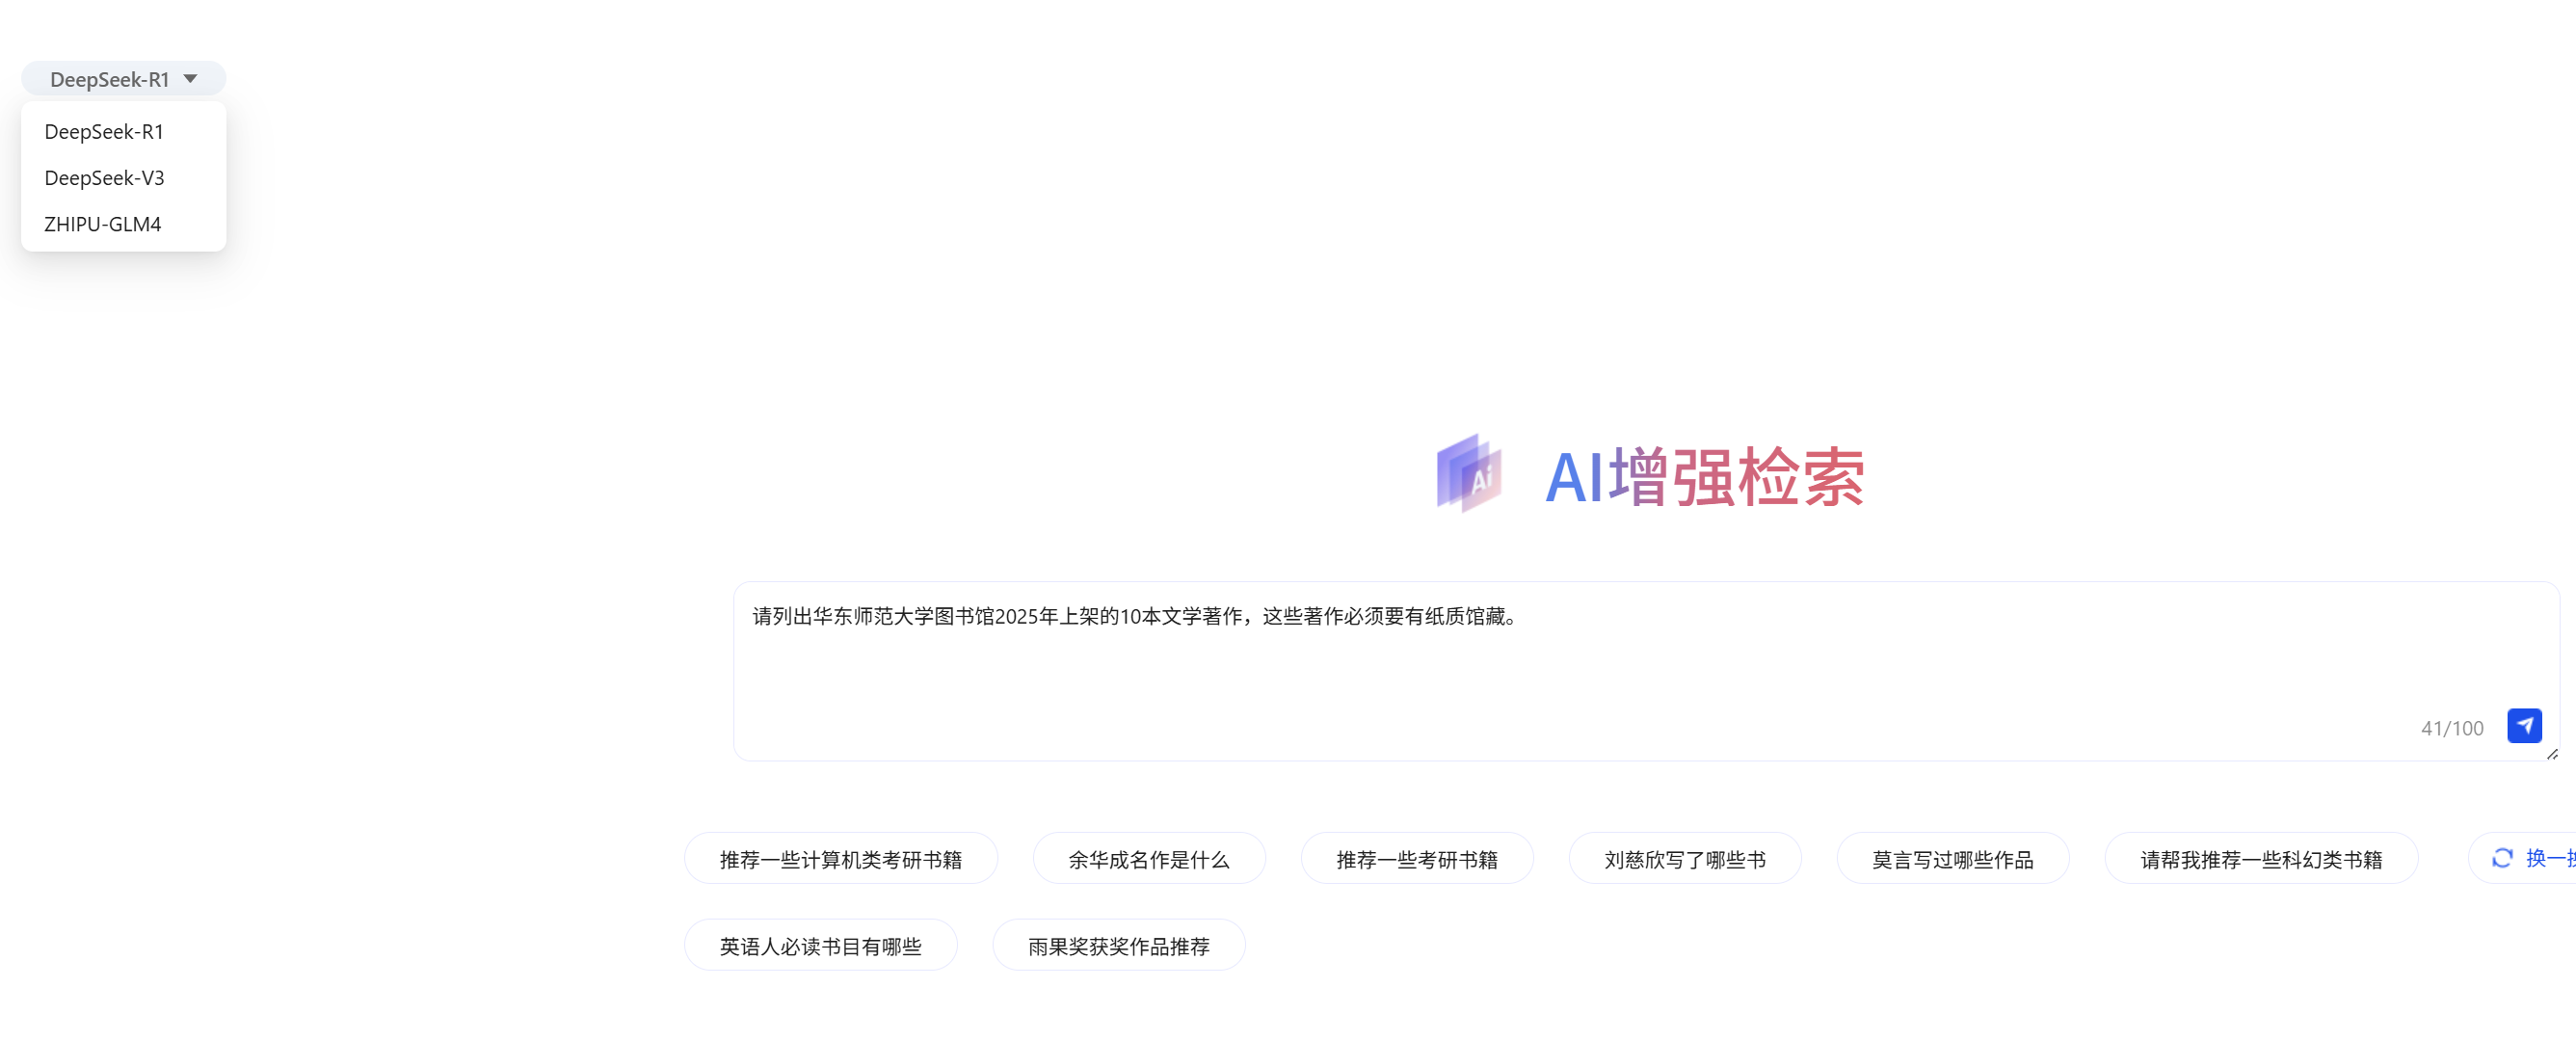 DeepSeek-R1
DeepSeek-R1
DeepSeek-V3
ZHIPU-GLM4
Ai
AI增强检索
请列出华东师范大学图书馆2025年上架的10本文学著作，这些著作必须要有纸质馆藏。
41/100
推荐一些计算机类考研书籍
余华成名作是什么
推荐一些考研书籍
刘慈欣写了哪些书
莫言写过哪些作品
请帮我推荐一些科幻类书籍
换一
英语人必读书目有哪些
雨果奖获奖作品推荐